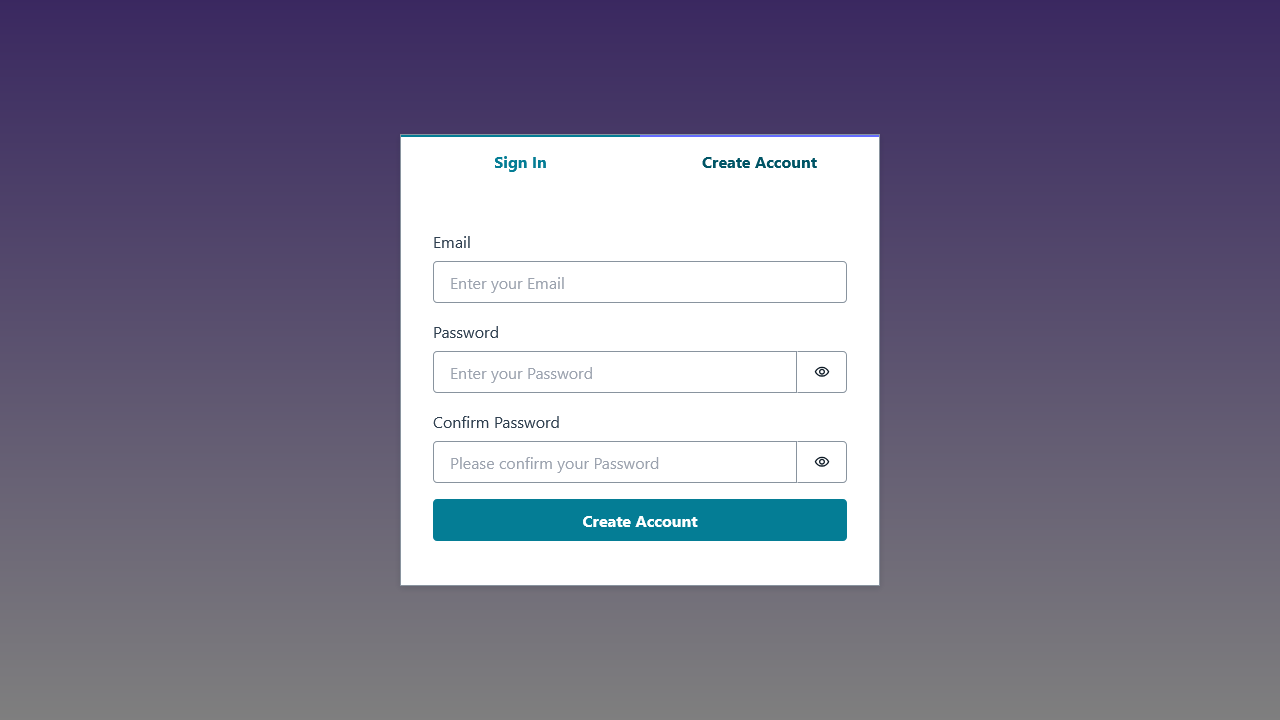 Sign In
Create Account
Email
Enter your Email
Password
Enter your Password
Confirm Password
Please confirm your Password
Create Account